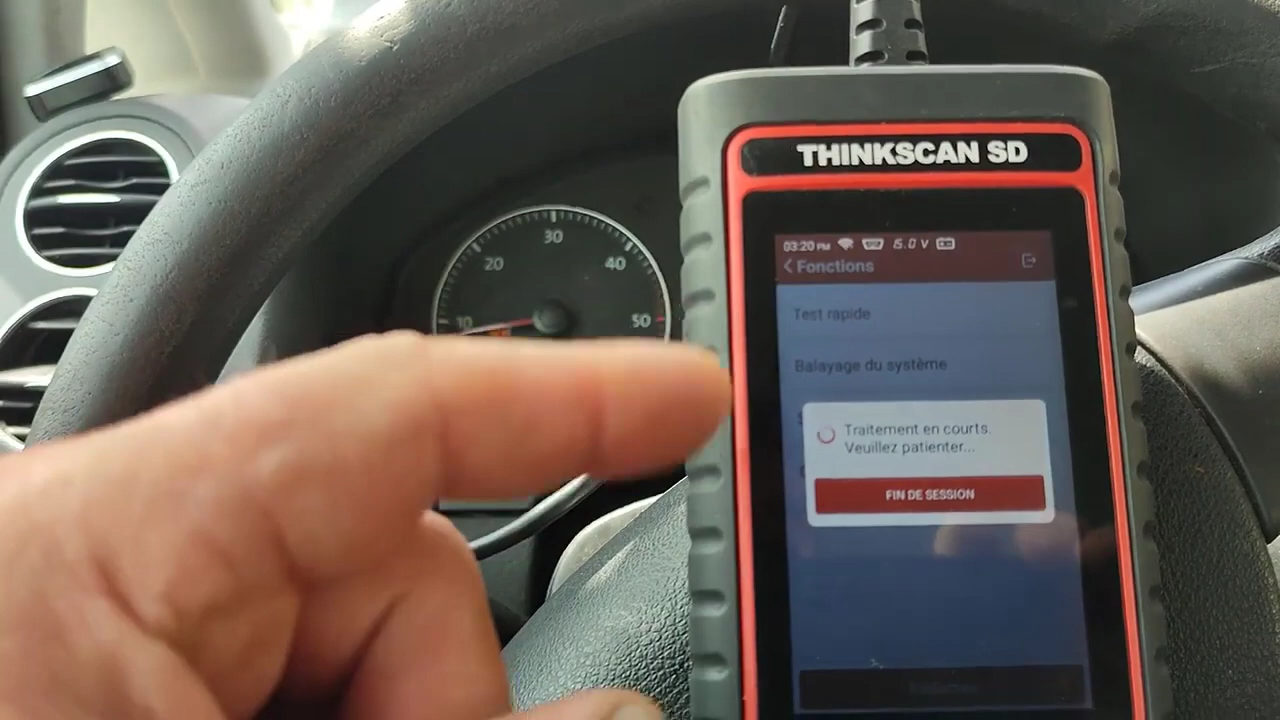 THINKSCAN SD
03:20 PM 15.0 V
Fonctions
Test rapide
Balayage du système
Traitement en courts.
Veuillez patienter...
FIN DE SESSION
10
20
30
40
50